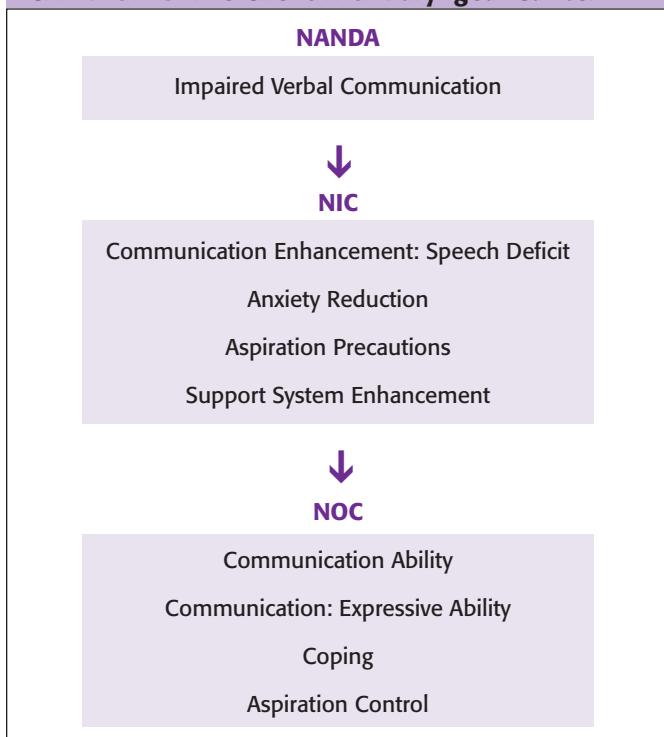 NANDA
Impaired Verbal Communication
↓
NIC
Communication Enhancement: Speech Deficit
Anxiety Reduction
Aspiration Precautions
Support System Enhancement
↓
NOC
Communication Ability
Communication: Expressive Ability
Coping
Aspiration Control